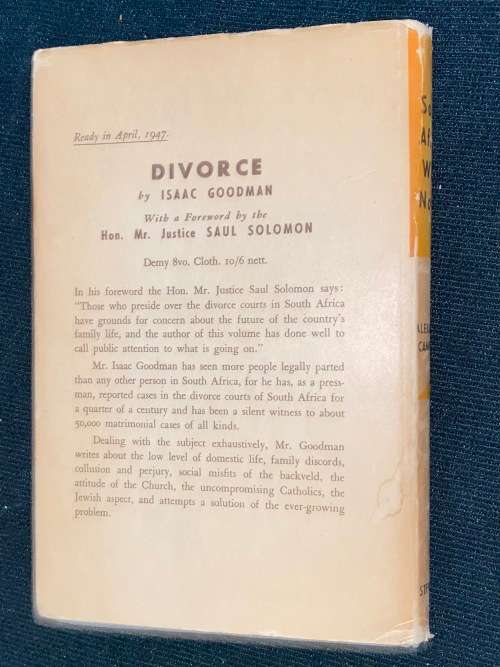 Ready in April, 1947.
DIVORCE
by ISAAC GOODMAN
With a Foreword by the
Hon. Mr. Justice SAUL SOLOMON
Demy 8vo. Cloth. 10/6 nett.
In his foreword the Hon. Mr. Justice Saul Solomon says:
"Those who preside over the divorce courts in South Africa
have grounds for concern about the future of the country's
family life, and the author of this volume has done well to
call public attention to what is going on."
Mr. Isaac Goodman has seen more people legally parted
than any other person in South Africa, for he has, as a press-
man, reported cases in the divorce courts of South Africa for
a quarter of a century and has been a silent witness to about
50,000 matrimonial cases of all kinds.
Dealing with the subject exhaustively, Mr. Goodman
writes about the low level of domestic life, family discords,
collusion and perjury, social misfits of the backveld, the
attitude of the Church, the uncompromising Catholics, the
Jewish aspect, and attempts a solution of the ever-growing
problem.